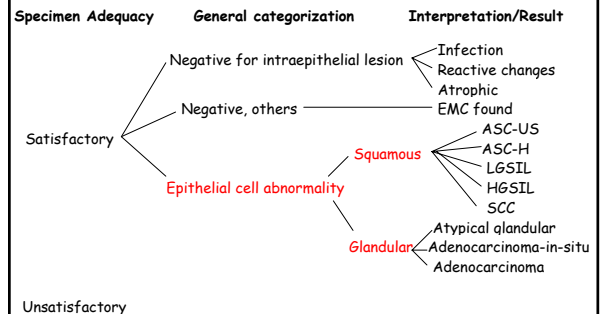 Specimen Adequacy General categorization Interpretation/Result
Infection
Negative for intraepithelial lesion
Reactive changes
Atrophic
Negative, others EMC found
ASC-US
Satisfactory
ASC-H
Squamous
LGSIL
Epithelial cell abnormality
HGSIL
SCC
Atypical glandular
Glandular Adenocarcinoma-in-situ
Adenocarcinoma
Unsatisfactory